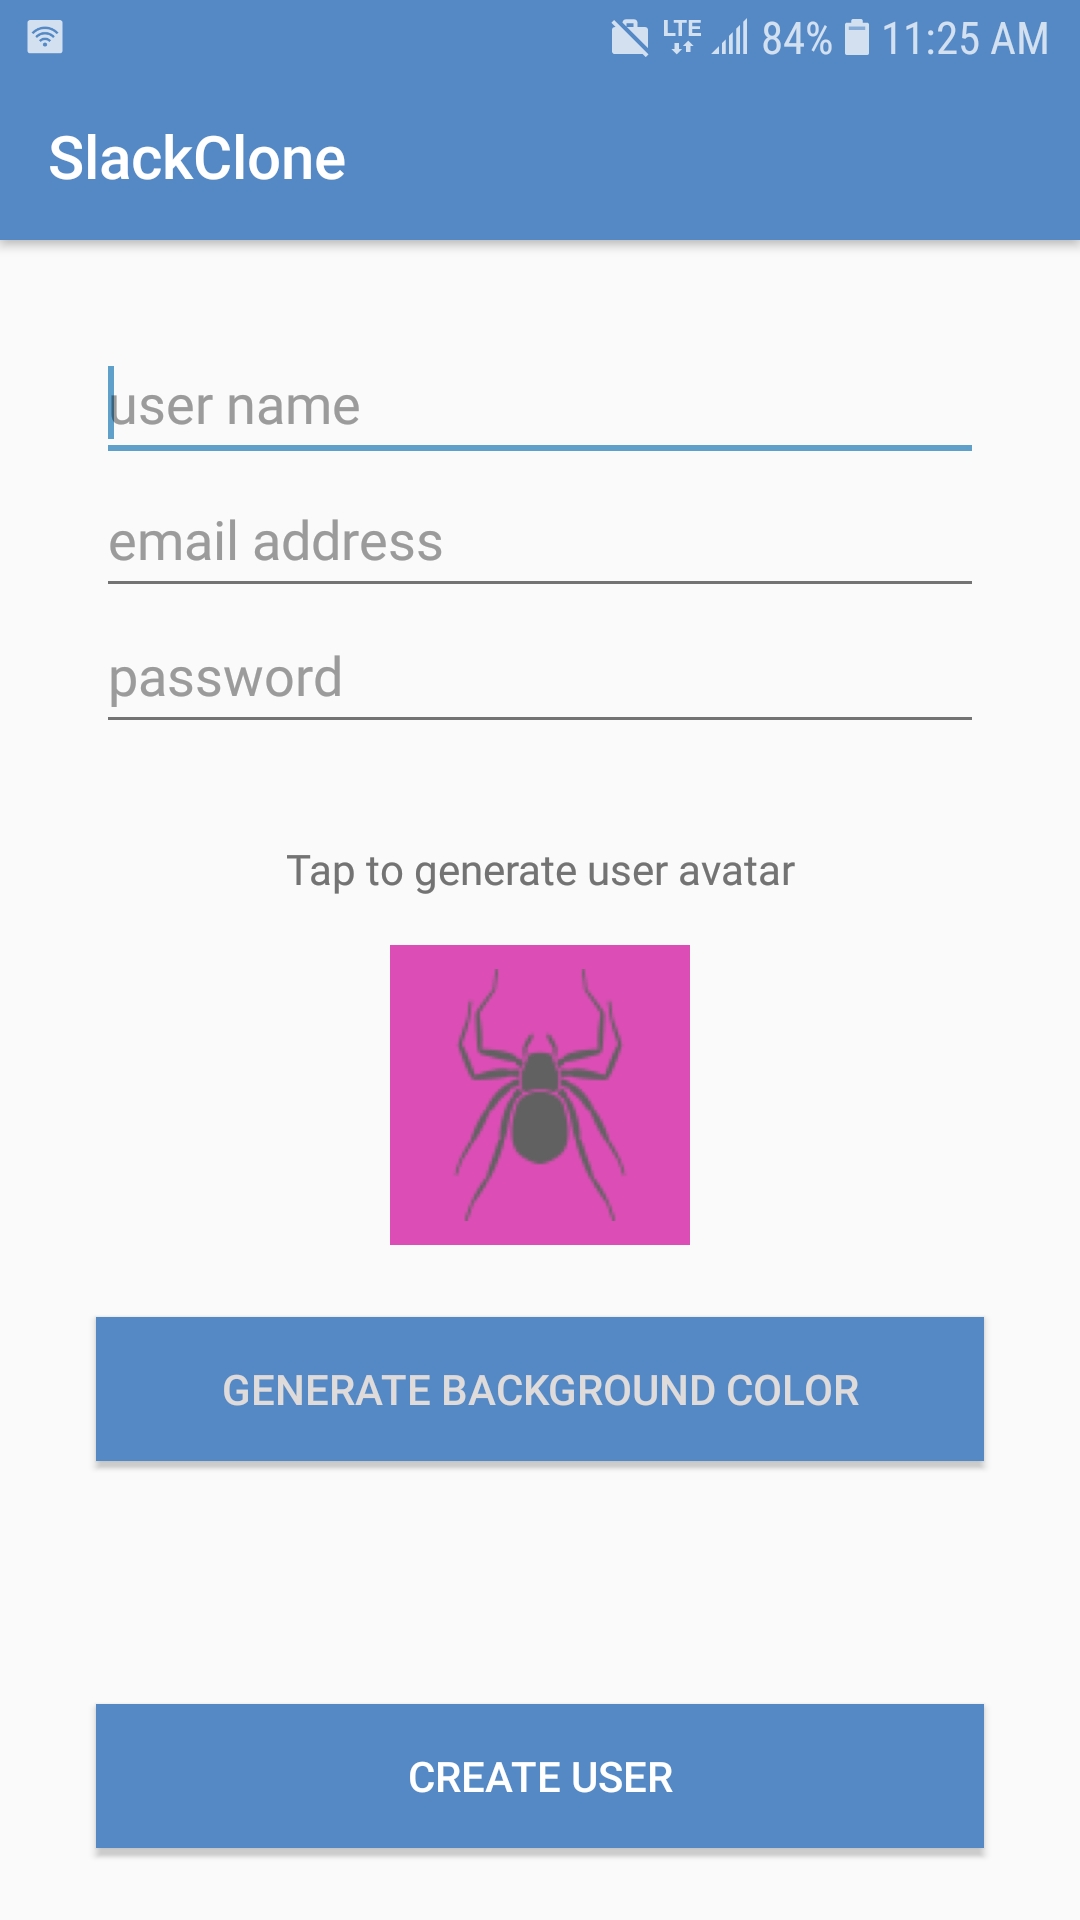 LTE 84% 11:25 AM
SlackClone
user name
email address
password
Tap to generate user avatar
GENERATE BACKGROUND COLOR
CREATE USER